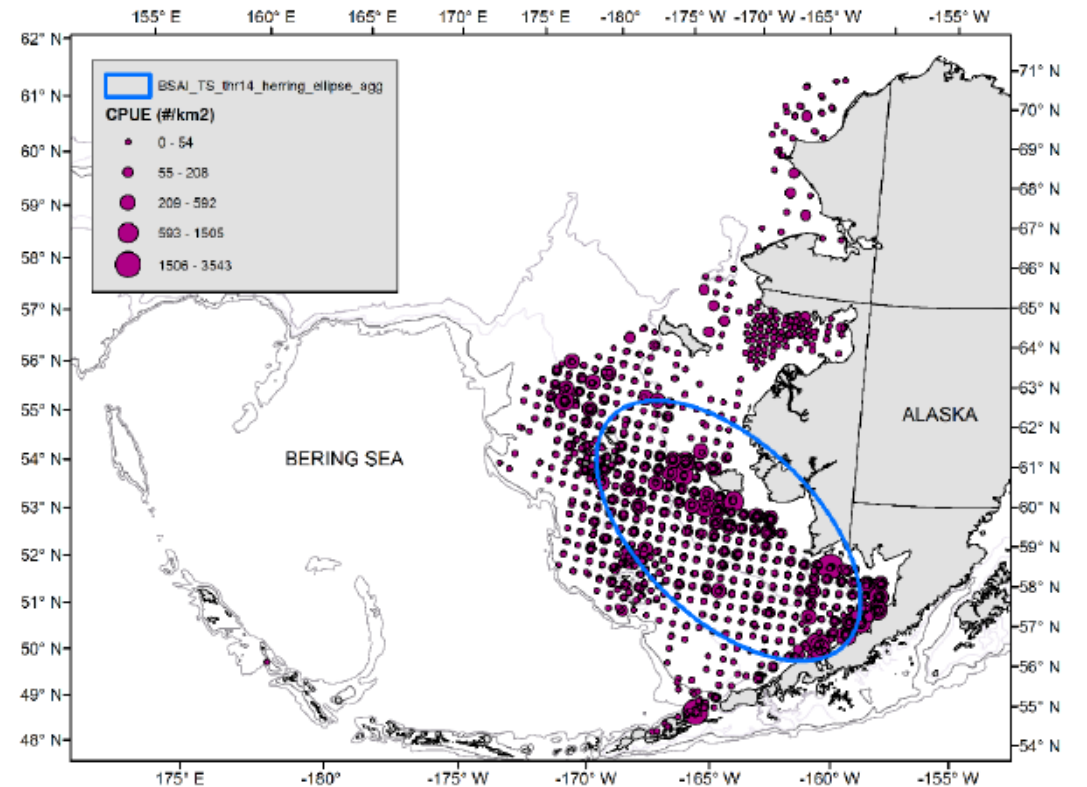 155° E 160° E 165° E 170° E 175° E -180° -175° W -170° W -165° W -155° W
62° N
61° N
60° N
59° N
58° N
57° N
56° N
55° N
54° N
53° N
52° N
51° N
50° N
49° N
48° N
BSAI_TS_thr14_herring_ellipse_agg
CPUE (#/km2)
0 - 54
55 - 208
209 - 592
593 - 1505
1506 - 3543
BERING SEA
ALASKA
71° N
70° N
69° N
68° N
67° N
66° N
65° N
64° N
63° N
62° N
61° N
60° N
59° N
58° N
57° N
56° N
55° N
54° N
175° E -180° -175° W -170° W -165° W -160° W -155° W